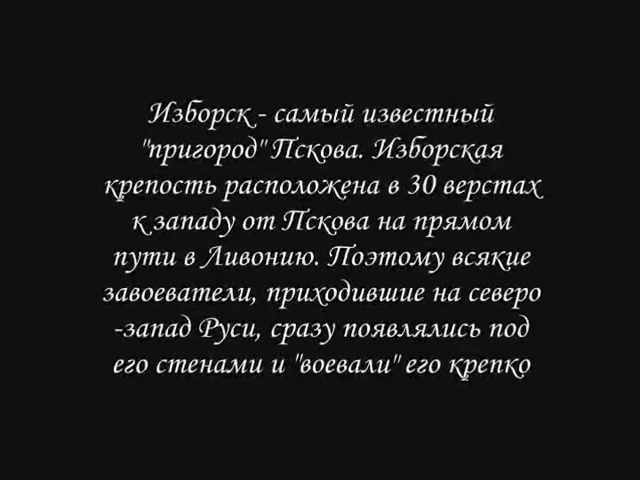 Изборск - самый известный
"пригород" Пскова. Изборская
крепость расположена в 30 верстах
к западу от Пскова на прямом
пути в Ливонию. Поэтому всякие
завоеватели, приходившие на северо
-запад Руси, сразу появлялись под
его стенами и "воевали" его крепко